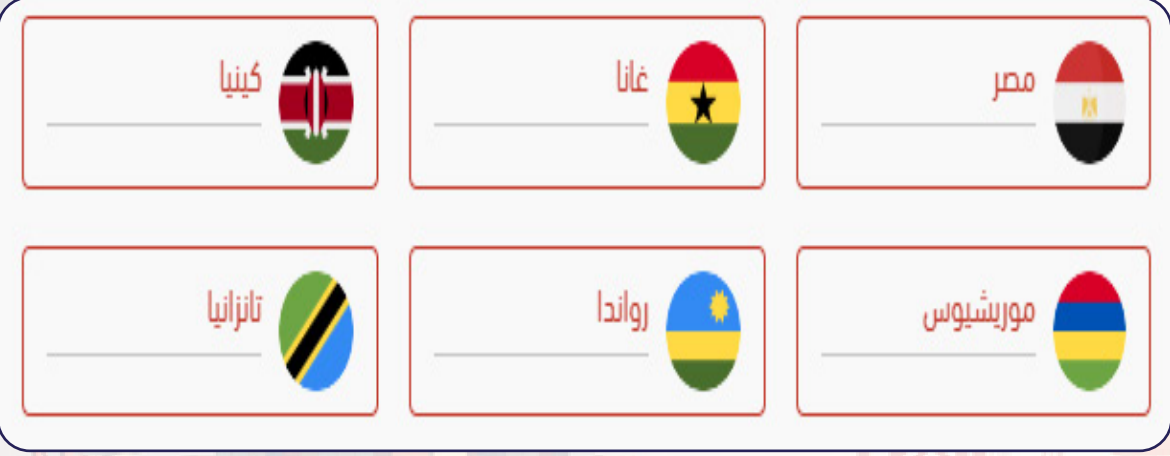 مصر
غانا
كينيا
موريشيوس
رواندا
تانزانيا